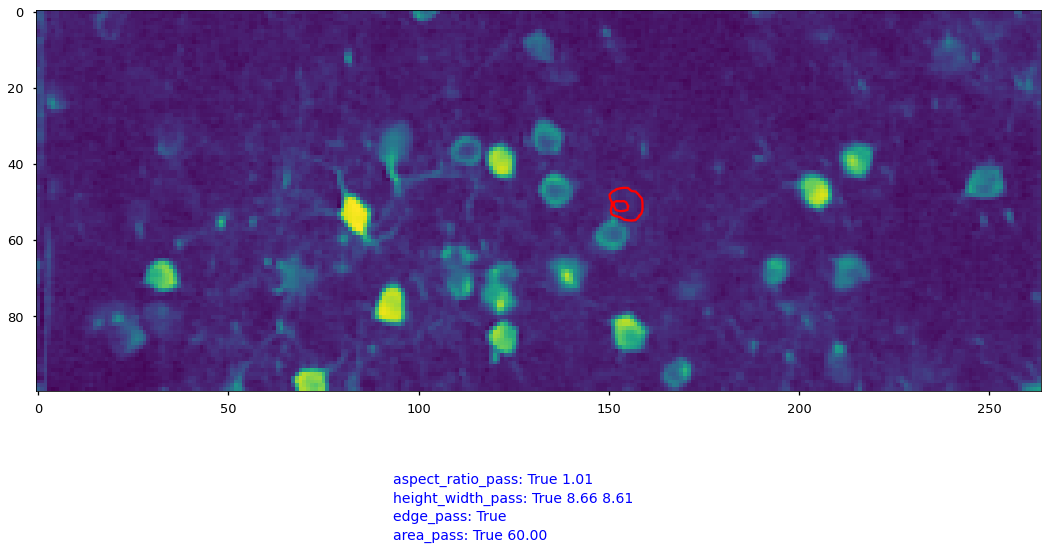 0
20
40
60
80
0 50 100 150 200 250
aspect_ratio_pass: True 1.01
height_width_pass: True 8.66 8.61
edge_pass: True
area_pass: True 60.00